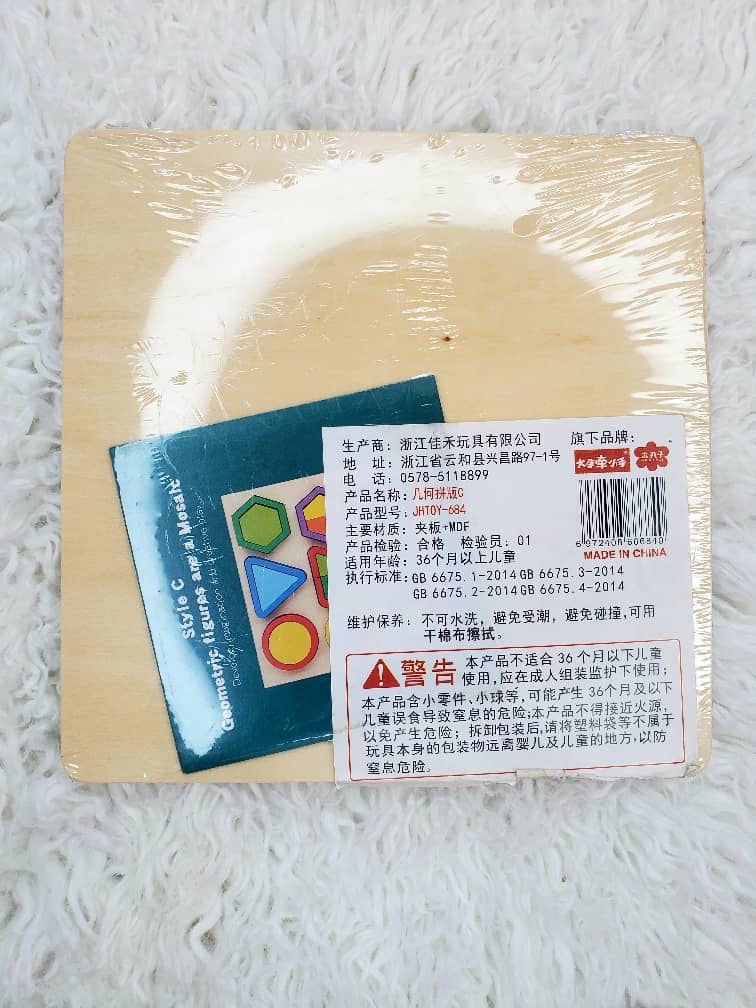 Style C
Geometric figures are a Mosaic
生产商：浙江佳禾玩具有限公司
旗下品牌：
地 址：浙江省云和县兴昌路97-1号
大手牵小手
电 话：0578-5118899
产品名称：几何拼版C
产品型号：JHTOY-684
主要材质：夹板+MDF
产品检验：合格 检验员：01
MADE IN CHINA
适用年龄：36个月以上儿童
执行标准：GB 6675.1-2014 GB 6675.3-2014
GB 6675.2-2014 GB 6675.4-2014
维护保养：不可水洗，避免受潮，避免碰撞，可用
干棉布擦拭。
警告 本产品不适合36个月以下儿童
使用，应在成人组装监护下使用；
本产品含小零件、小球等，可能产生36个月及以下
儿童误食导致窒息的危险；本产品不得接近火源，
以免产生危险；拆卸包装后，请将塑料袋等不属于
玩具本身的包装物远离婴儿及儿童的地方，以防
窒息危险。